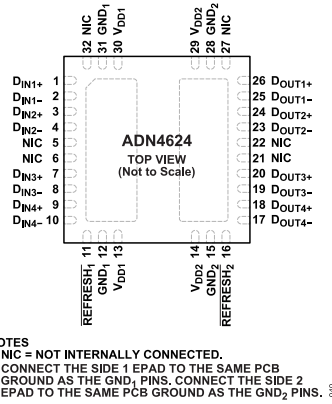 32 NIC
31 GND1
30 VDD1
29 VDD2
28 GND2
27 NIC
DIN1+ 1
DIN1− 2
DIN2+ 3
DIN2− 4
NIC 5
NIC 6
DIN3+ 7
DIN3− 8
DIN4+ 9
DIN4− 10
ADN4624
TOP VIEW
(Not to Scale)
26 DOUT1+
25 DOUT1−
24 DOUT2+
23 DOUT2−
22 NIC
21 NIC
20 DOUT3+
19 DOUT3−
18 DOUT4+
17 DOUT4−
REFRESH1 11
GND1 12
VDD1 13
VDD2 14
GND2 15
REFRESH2 16
OTES
NIC = NOT INTERNALLY CONNECTED.
CONNECT THE SIDE 1 EPAD TO THE SAME PCB
GROUND AS THE GND1 PINS. CONNECT THE SIDE 2
EPAD TO THE SAME PCB GROUND AS THE GND2 PINS.